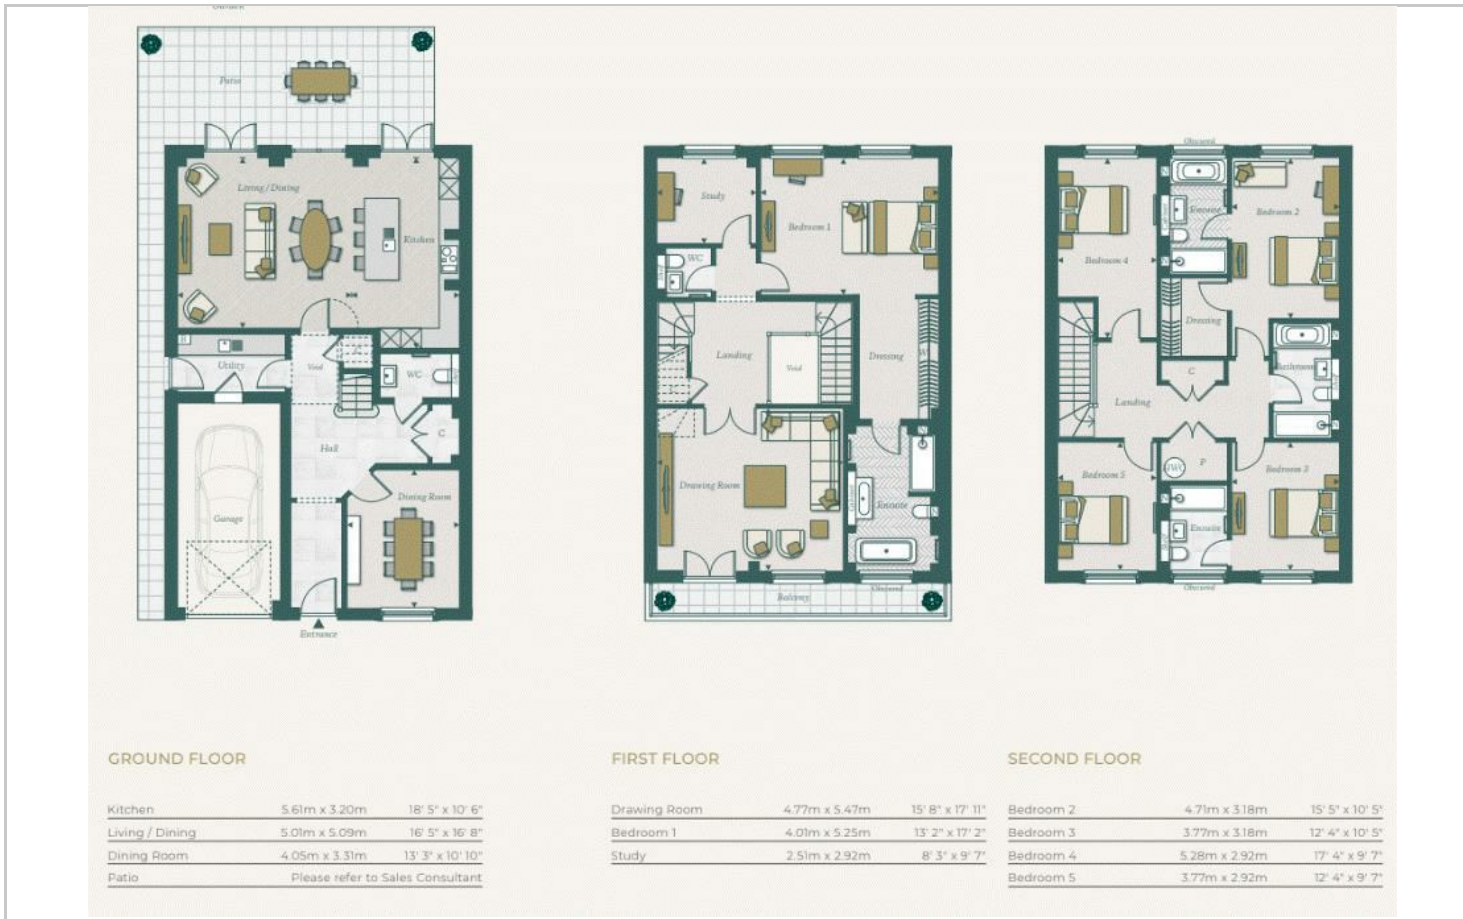 Patio
Living / Dining
Kitchen
Utility
Void
WC
C
Hall
Dining Room
Garage
Entrance
Study
Bedroom 1
WC
Landing
Void
Dressing
W
Drawing Room
Ensuite
Balcony
Obscured
Obscured
Bedroom 4
Ensuite
Bedroom 2
Dressing
Bathroom
C
Landing
Bedroom 5
HWC
P
Bedroom 3
Ensuite
Obscured
GROUND FLOOR
Kitchen 5.61m x 3.20m 18' 5" x 10' 6"
Living / Dining 5.01m x 5.09m 16' 5" x 16' 8"
Dining Room 4.05m x 3.31m 13' 3" x 10' 10"
Patio Please refer to Sales Consultant
FIRST FLOOR
Drawing Room 4.77m x 5.47m 15' 8" x 17' 11"
Bedroom 1 4.01m x 5.25m 13' 2" x 17' 2"
Study 2.51m x 2.92m 8' 3" x 9' 7"
SECOND FLOOR
Bedroom 2 4.71m x 3.18m 15' 5" x 10' 5"
Bedroom 3 3.77m x 3.18m 12' 4" x 10' 5"
Bedroom 4 5.28m x 2.92m 17' 4" x 9' 7"
Bedroom 5 3.77m x 2.92m 12' 4" x 9' 7"